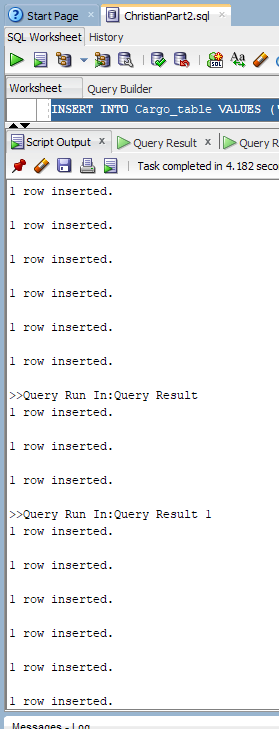 Start Page ChristianPart2.sql
SQL Worksheet History
Worksheet Query Builder
INSERT INTO Cargo_table VALUES ('
Script Output Query Result Query R
Task completed in 4.182 seco
1 row inserted.
1 row inserted.
1 row inserted.
1 row inserted.
1 row inserted.
1 row inserted.
>>Query Run In:Query Result
1 row inserted.
1 row inserted.
1 row inserted.
>>Query Run In:Query Result 1
1 row inserted.
1 row inserted.
1 row inserted.
1 row inserted.
1 row inserted.
1 row inserted.
Messages - Log